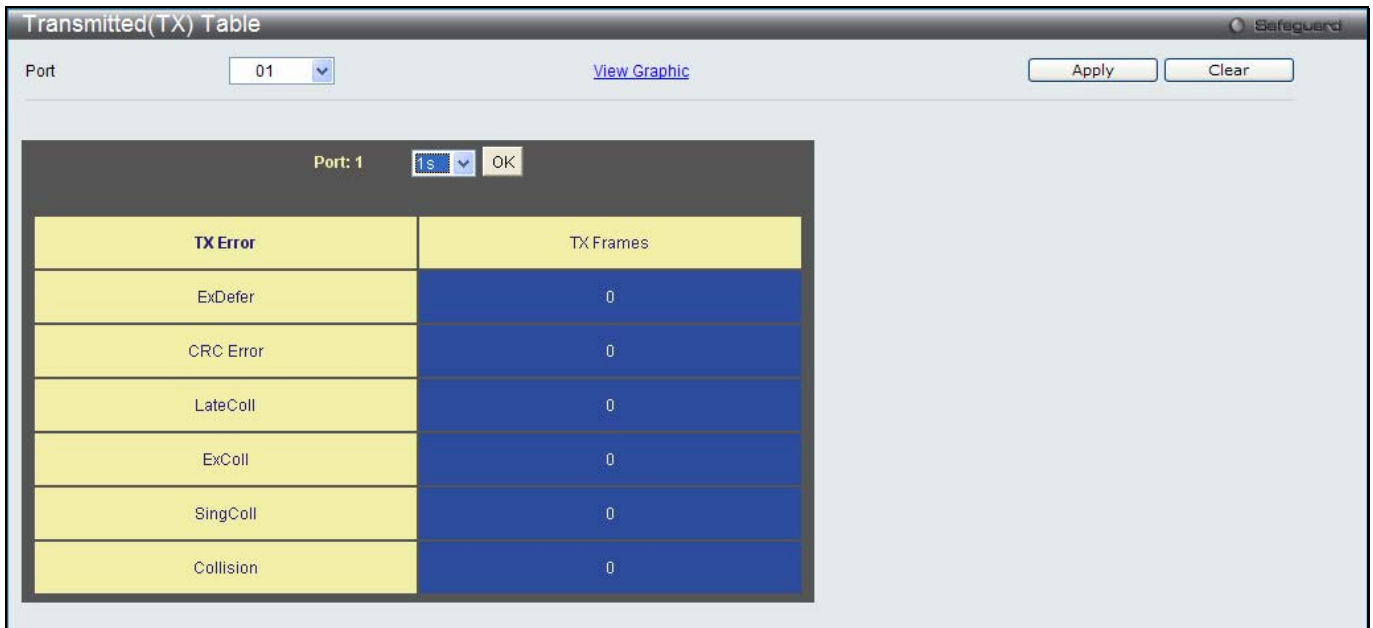 Transmitted(TX) Table
Safeguard
Port 01 View Graphic Apply Clear
Port: 1 1s OK
TX Error TX Frames
ExDefer 0
CRC Error 0
LateColl 0
ExColl 0
SingColl 0
Collision 0